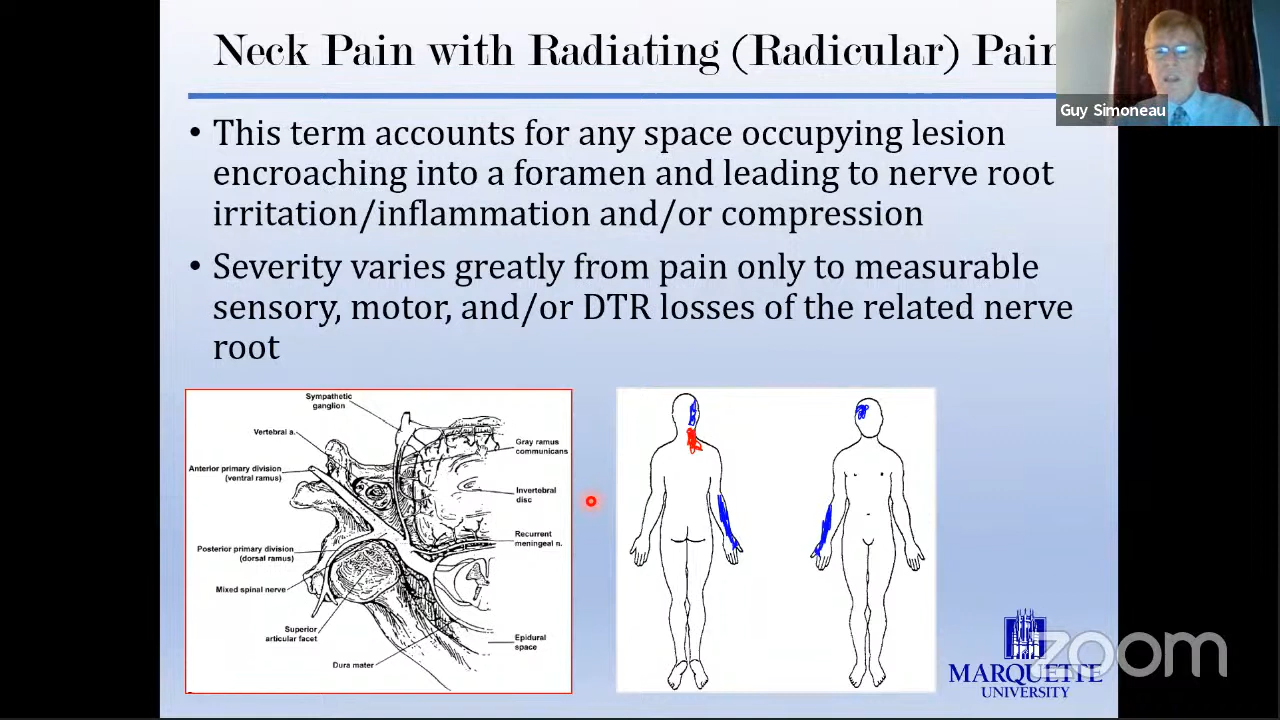 Neck Pain with Radiating (Radicular) Pain
Guy Simoneau
• This term accounts for any space occupying lesion
encroaching into a foramen and leading to nerve root
irritation/inflammation and/or compression
• Severity varies greatly from pain only to measurable
sensory, motor, and/or DTR losses of the related nerve
root
Sympathetic
ganglion
Vertebral a.
Gray ramus
communicans
Anterior primary division
(ventral ramus)
Invertebral
disc
Recurrent
meningeal n.
Posterior primary division
(dorsal ramus)
Mixed spinal nerve
Superior
articular facet
Epidural
space
Dura mater
zoom
MARQUETTE
UNIVERSITY